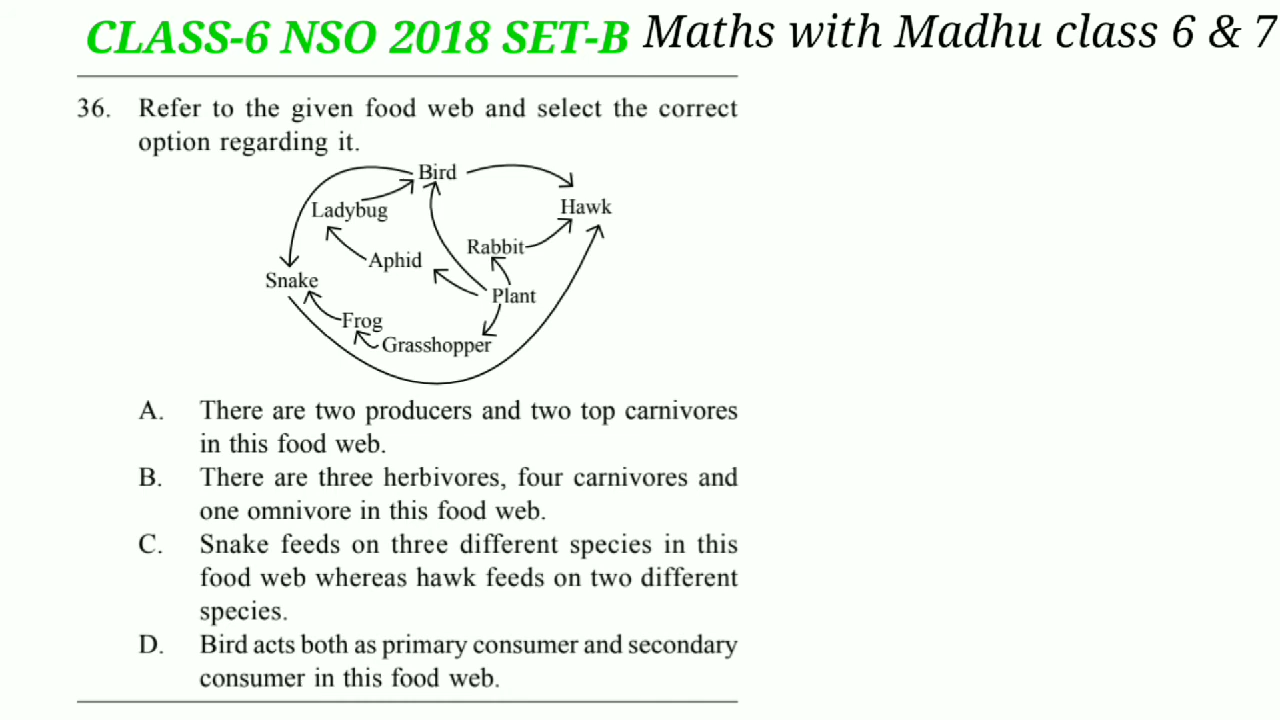 CLASS-6 NSO 2018 SET-B Maths with Madhu class 6 & 7
36. Refer to the given food web and select the correct
option regarding it.
Bird
Ladybug
Hawk
Rabbit
Aphid
Snake
Plant
Frog
Grasshopper
A. There are two producers and two top carnivores
in this food web.
B. There are three herbivores, four carnivores and
one omnivore in this food web.
C. Snake feeds on three different species in this
food web whereas hawk feeds on two different
species.
D. Bird acts both as primary consumer and secondary
consumer in this food web.